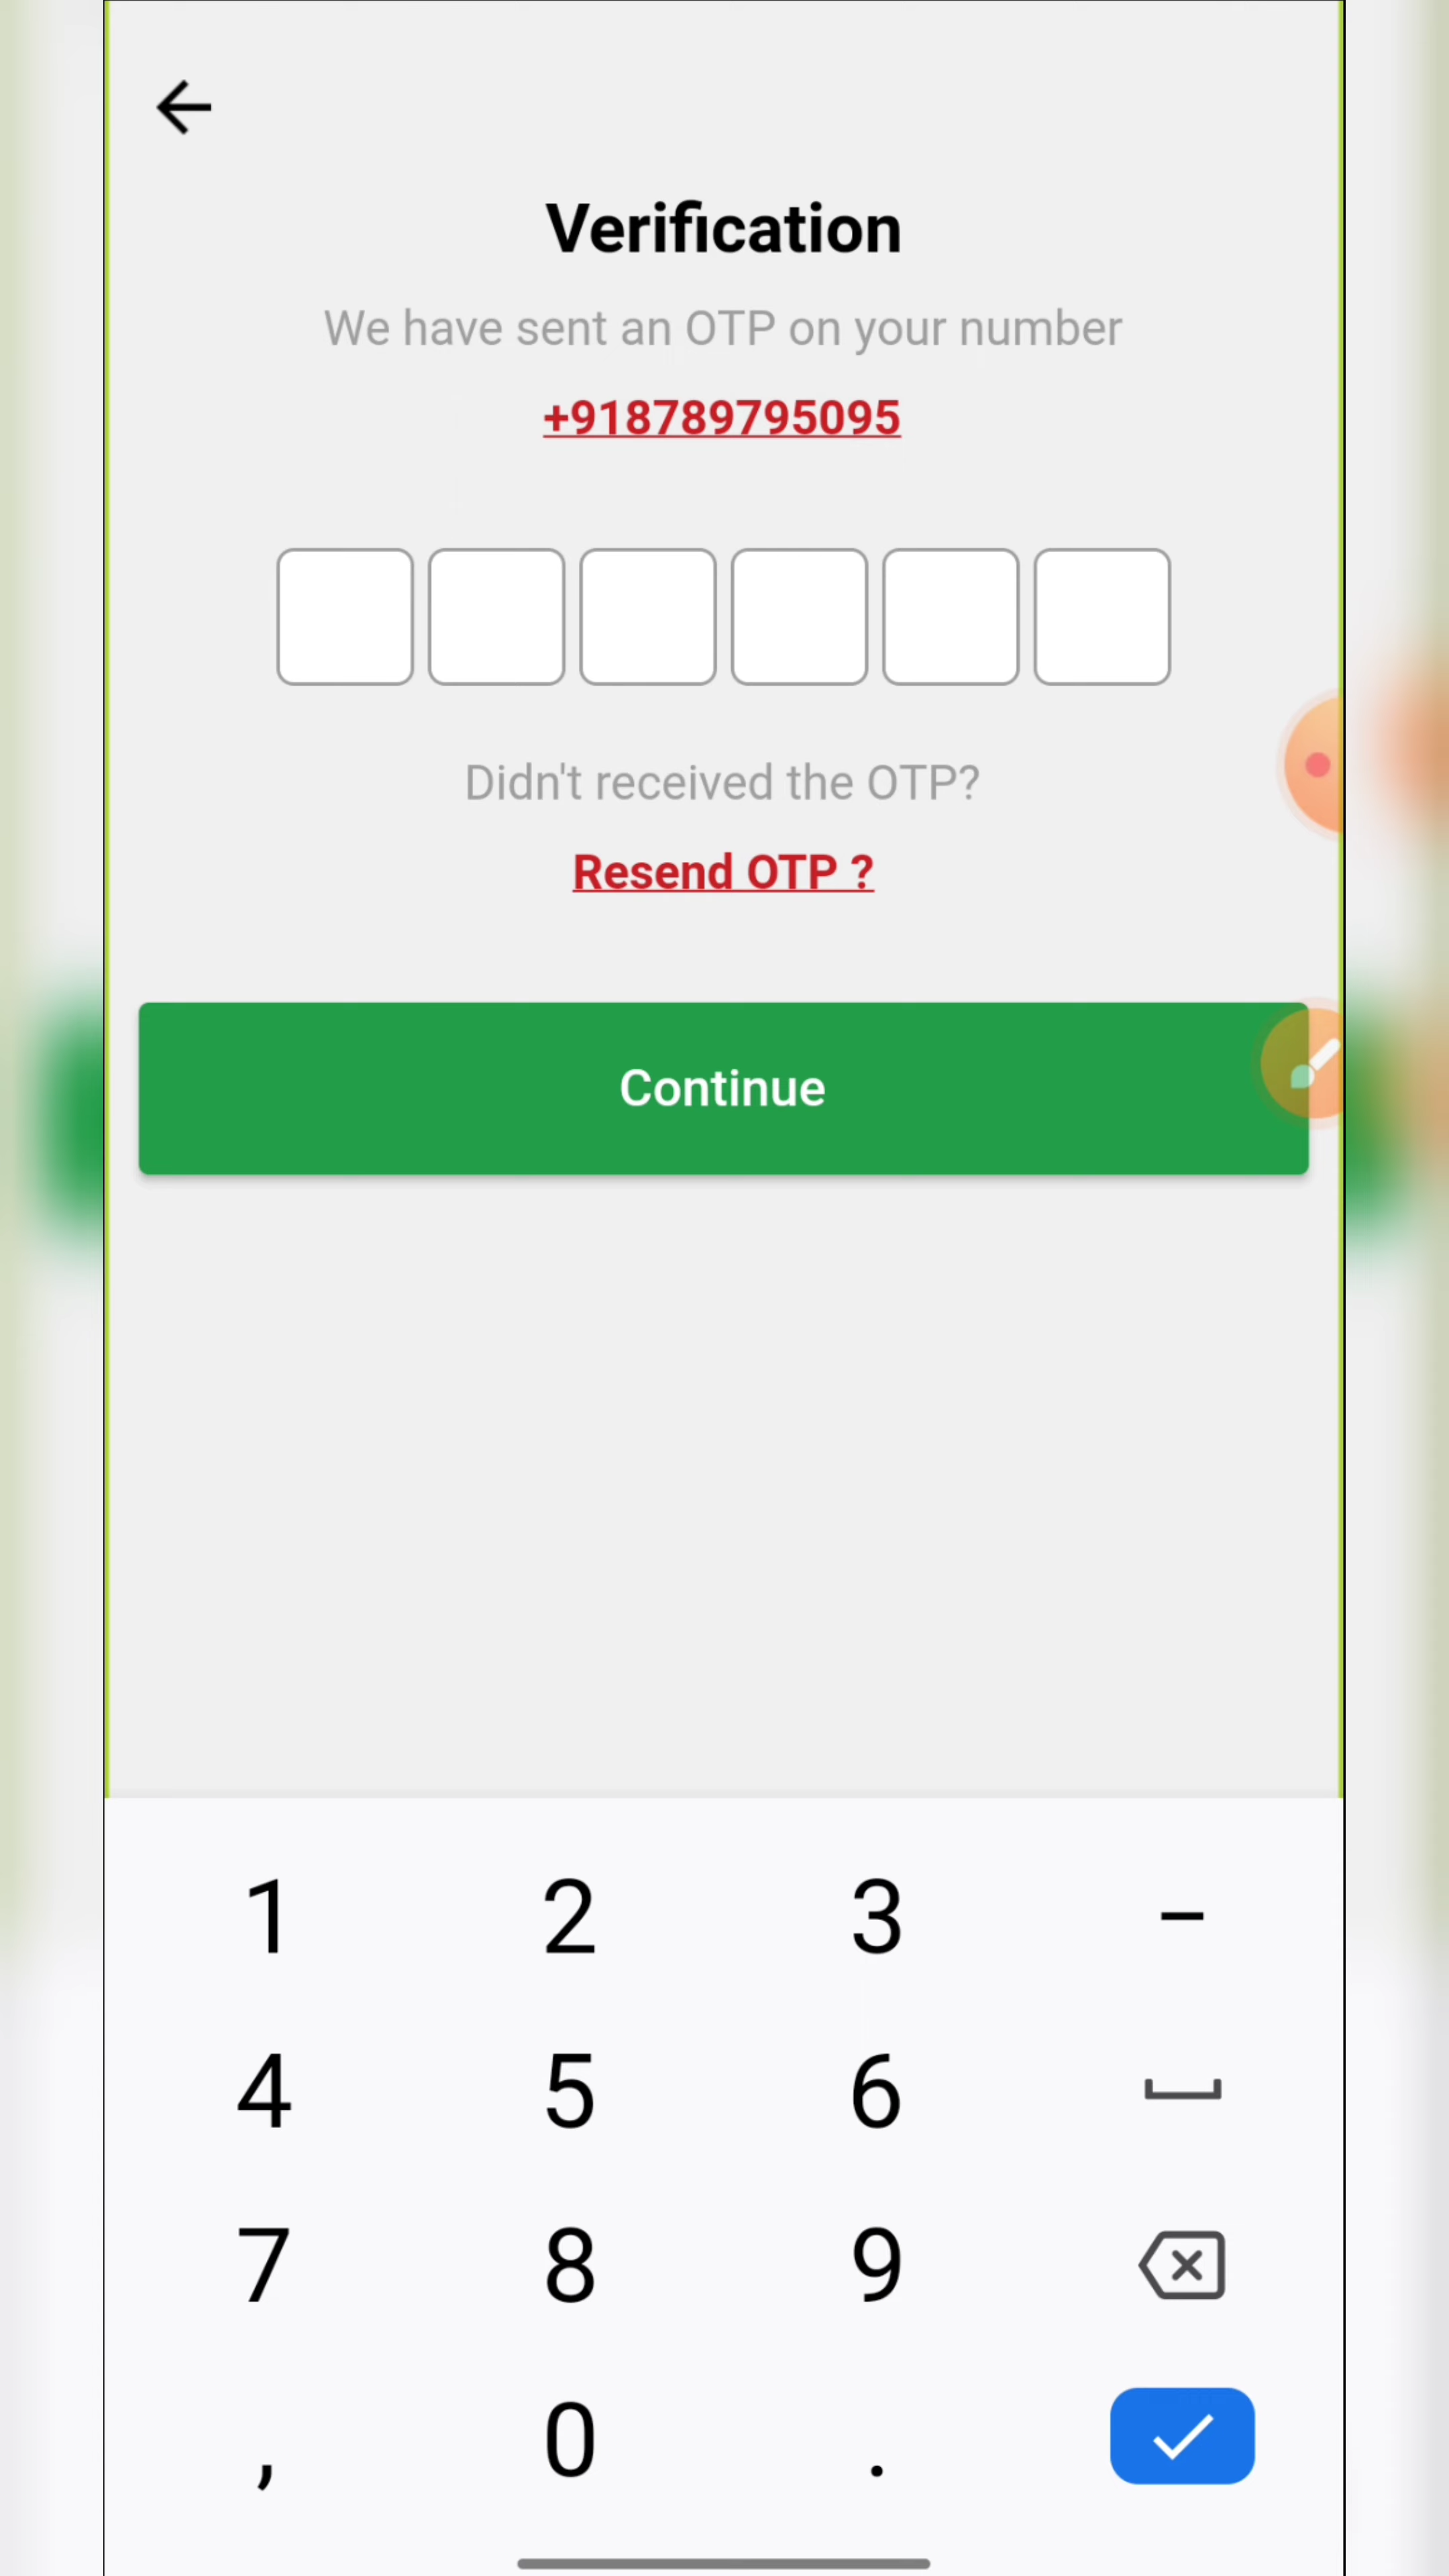 Verification
We have sent an OTP on your number
+918789795095
Didn't received the OTP?
Resend OTP ?
Continue
1 2 3 –
4 5 6
7 8 9
, 0 .